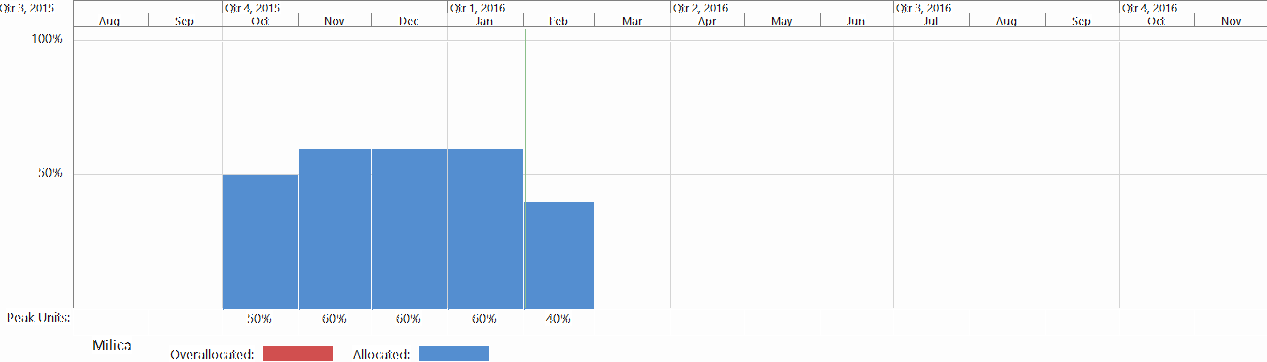 Qtr 3, 2015 Qtr 4, 2015 Qtr 1, 2016 Qtr 2, 2016 Qtr 3, 2016 Qtr 4, 2016
Aug Sep Oct Nov Dec Jan Feb Mar Apr May Jun Jul Aug Sep Oct Nov
100%
50%
Peak Units: 50% 60% 60% 60% 40%
Milica
Overallocated: Allocated: